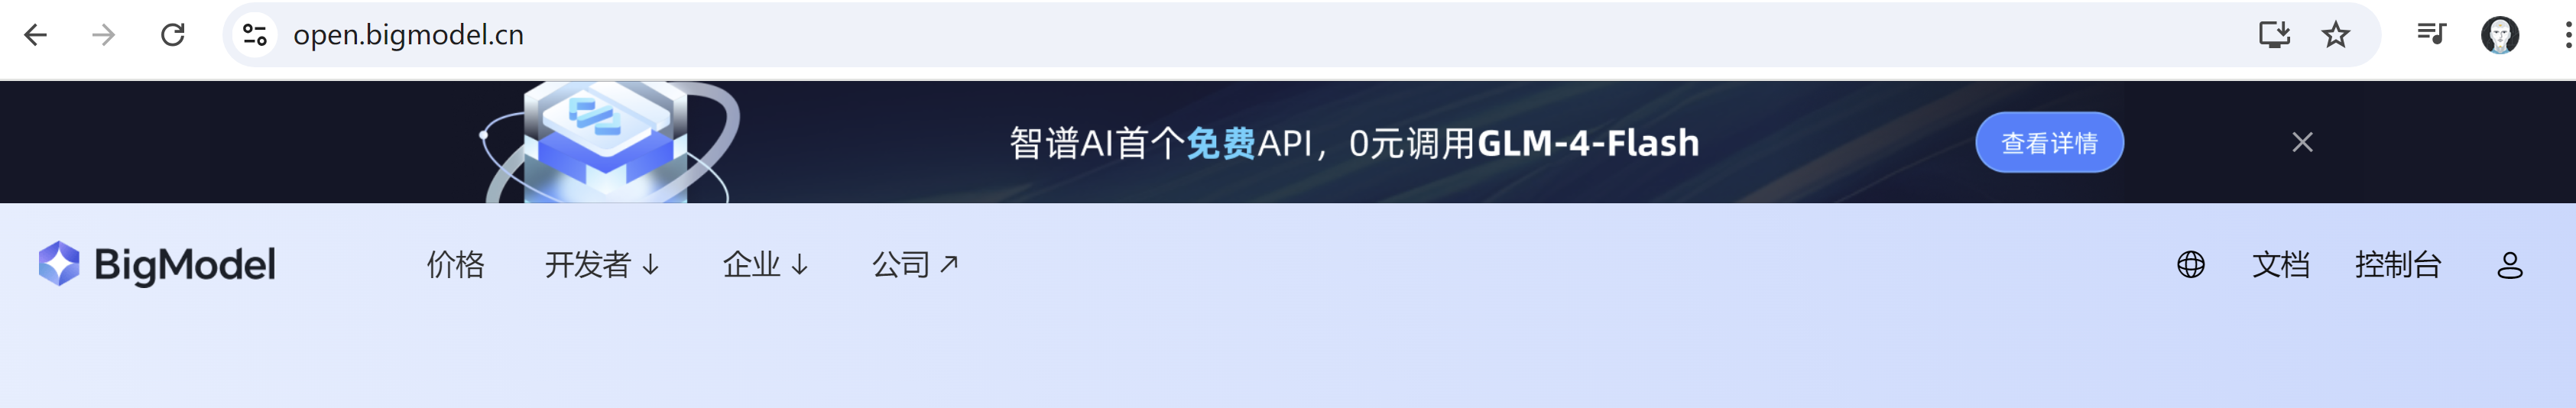 open.bigmodel.cn
智谱AI首个免费API，0元调用GLM-4-Flash
查看详情
BigModel 价格 开发者 ↓ 企业 ↓ 公司 ↗ 文档 控制台